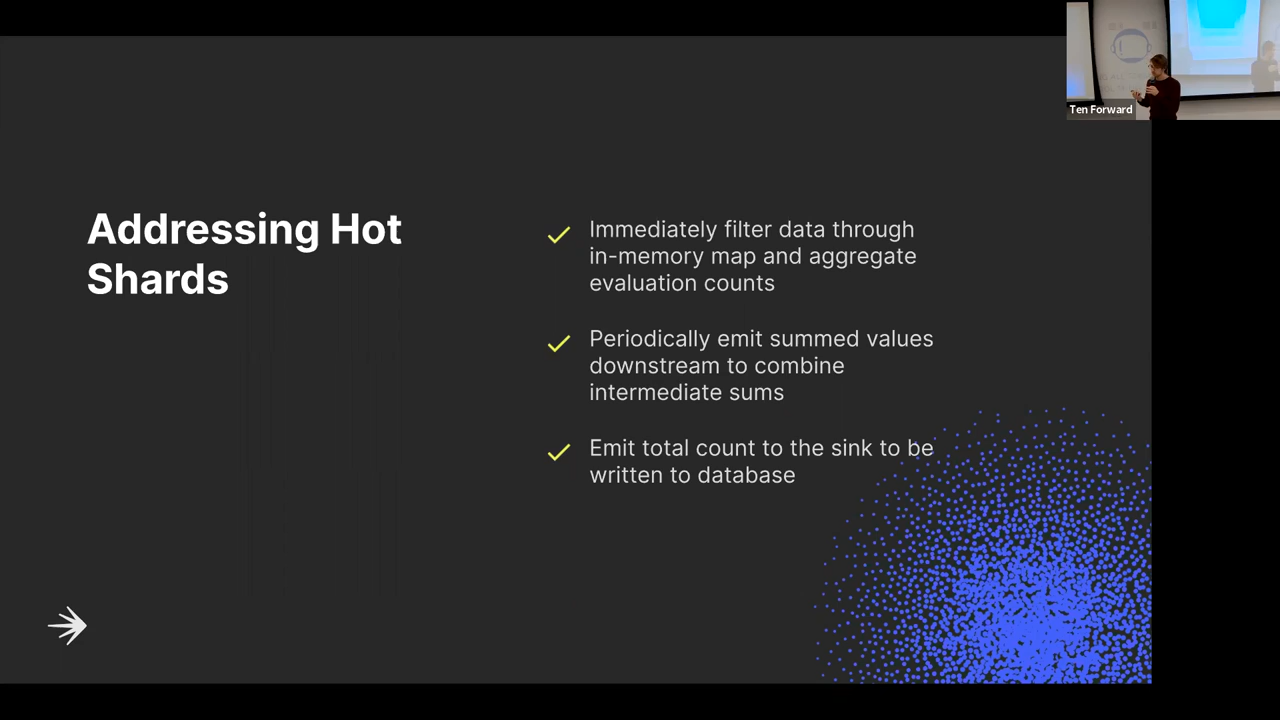 Ten Forward
Addressing Hot
Shards
Immediately filter data through
in-memory map and aggregate
evaluation counts
Periodically emit summed values
downstream to combine
intermediate sums
Emit total count to the sink to be
written to database